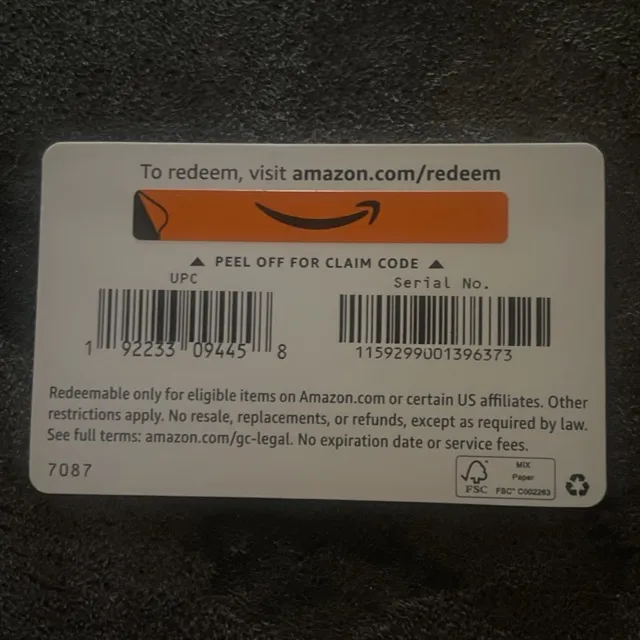 To redeem, visit amazon.com/redeem
▲ PEEL OFF FOR CLAIM CODE ▲
UPC
Serial No.
1 92233 09445 8
1159299001396373
Redeemable only for eligible items on Amazon.com or certain US affiliates. Other
restrictions apply. No resale, replacements, or refunds, except as required by law.
See full terms: amazon.com/gc-legal. No expiration date or service fees.
7087
FSC
MIX
Paper
FSC™ C002263